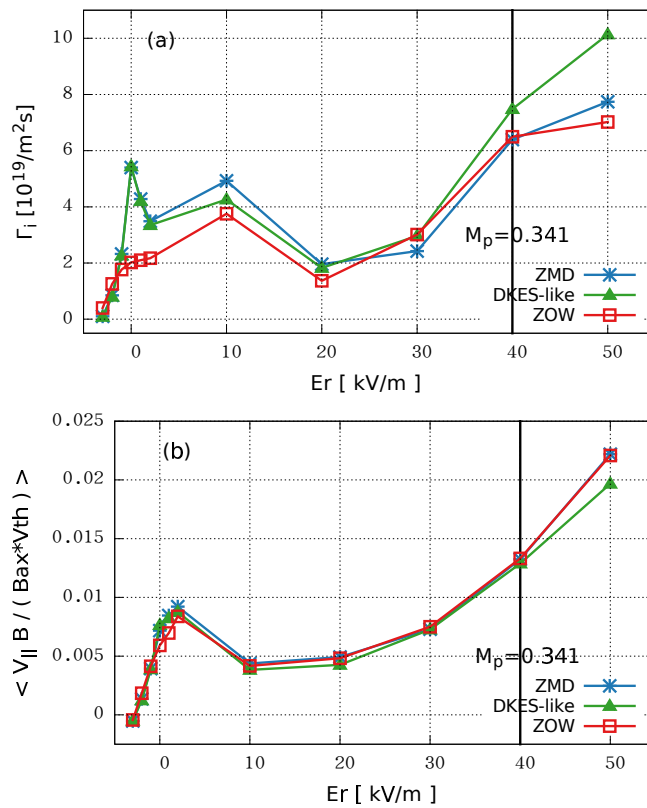 (a)
10
8
6
4
2
0
Γi [10^19/m^2s]
Mp=0.341
ZMD
DKES-like
ZOW
0 10 20 30 40 50
Er [ kV/m ]
(b)
0.025
0.02
0.015
0.01
0.005
0
< V|| B / ( Bax*Vth ) >
Mp=0.341
ZMD
DKES-like
ZOW
0 10 20 30 40 50
Er [ kV/m ]